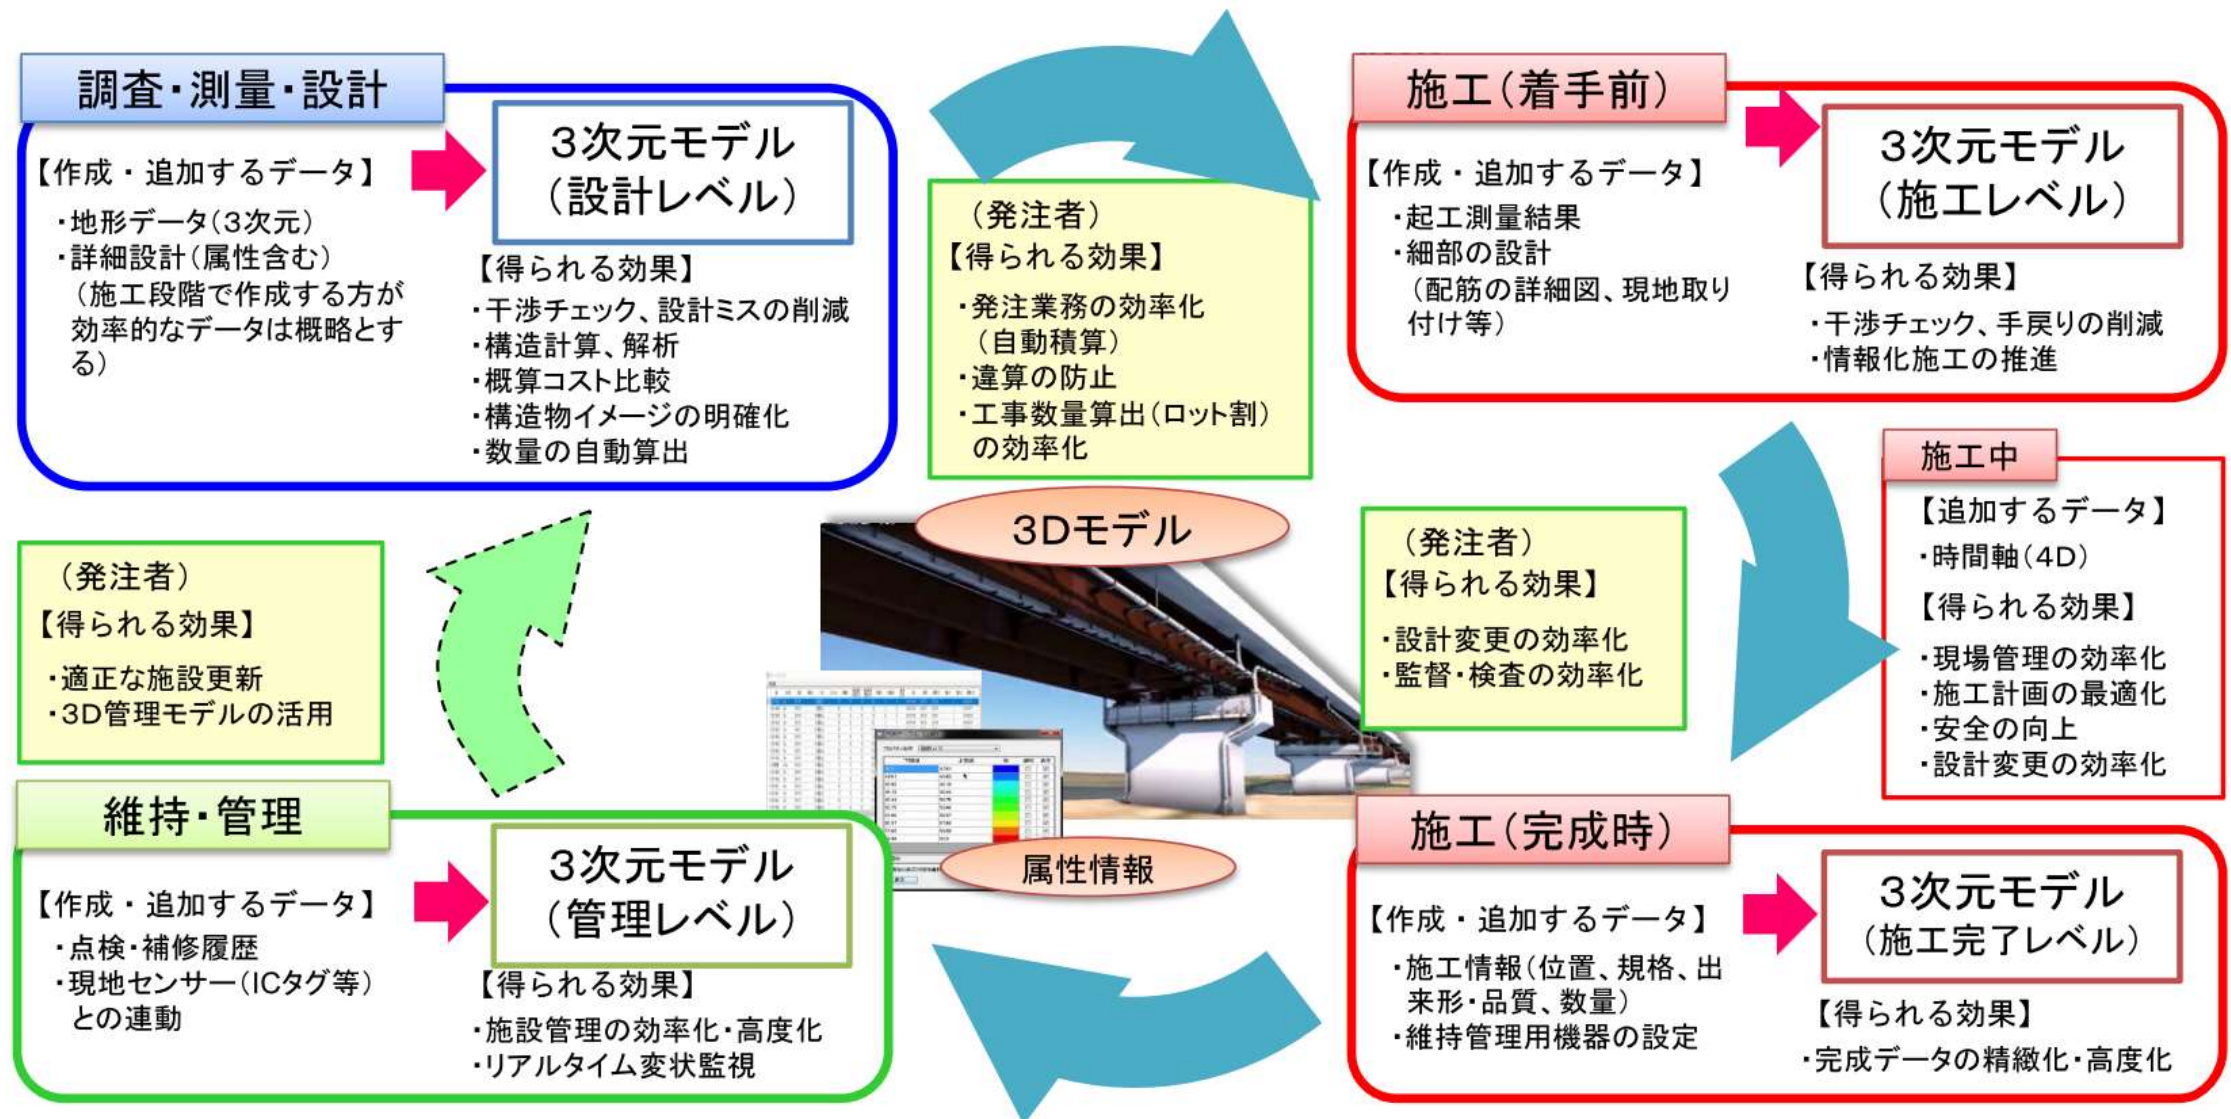 調査・測量・設計
【作成・追加するデータ】
・地形データ(3次元)
・詳細設計(属性含む)
(施工段階で作成する方が
効率的なデータは概略とす
る)
3次元モデル
(設計レベル)
【得られる効果】
・干渉チェック、設計ミスの削減
・構造計算、解析
・概算コスト比較
・構造物イメージの明確化
・数量の自動算出
(発注者)
【得られる効果】
・発注業務の効率化
(自動積算)
・違算の防止
・工事数量算出(ロット割)
の効率化
施工(着手前)
【作成・追加するデータ】
・起工測量結果
・細部の設計
(配筋の詳細図、現地取り
付け等)
3次元モデル
(施工レベル)
【得られる効果】
・干渉チェック、手戻りの削減
・情報化施工の推進
施工中
【追加するデータ】
・時間軸(4D)
【得られる効果】
・現場管理の効率化
・施工計画の最適化
・安全の向上
・設計変更の効率化
(発注者)
【得られる効果】
・設計変更の効率化
・監督・検査の効率化
3Dモデル
属性情報
施工(完成時)
【作成・追加するデータ】
・施工情報(位置、規格、出
来形・品質、数量)
・維持管理用機器の設定
3次元モデル
(施工完了レベル)
【得られる効果】
・完成データの精緻化・高度化
(発注者)
【得られる効果】
・適正な施設更新
・3D管理モデルの活用
維持・管理
【作成・追加するデータ】
・点検・補修履歴
・現地センサー(ICタグ等)
との連動
3次元モデル
(管理レベル)
【得られる効果】
・施設管理の効率化・高度化
・リアルタイム変状監視